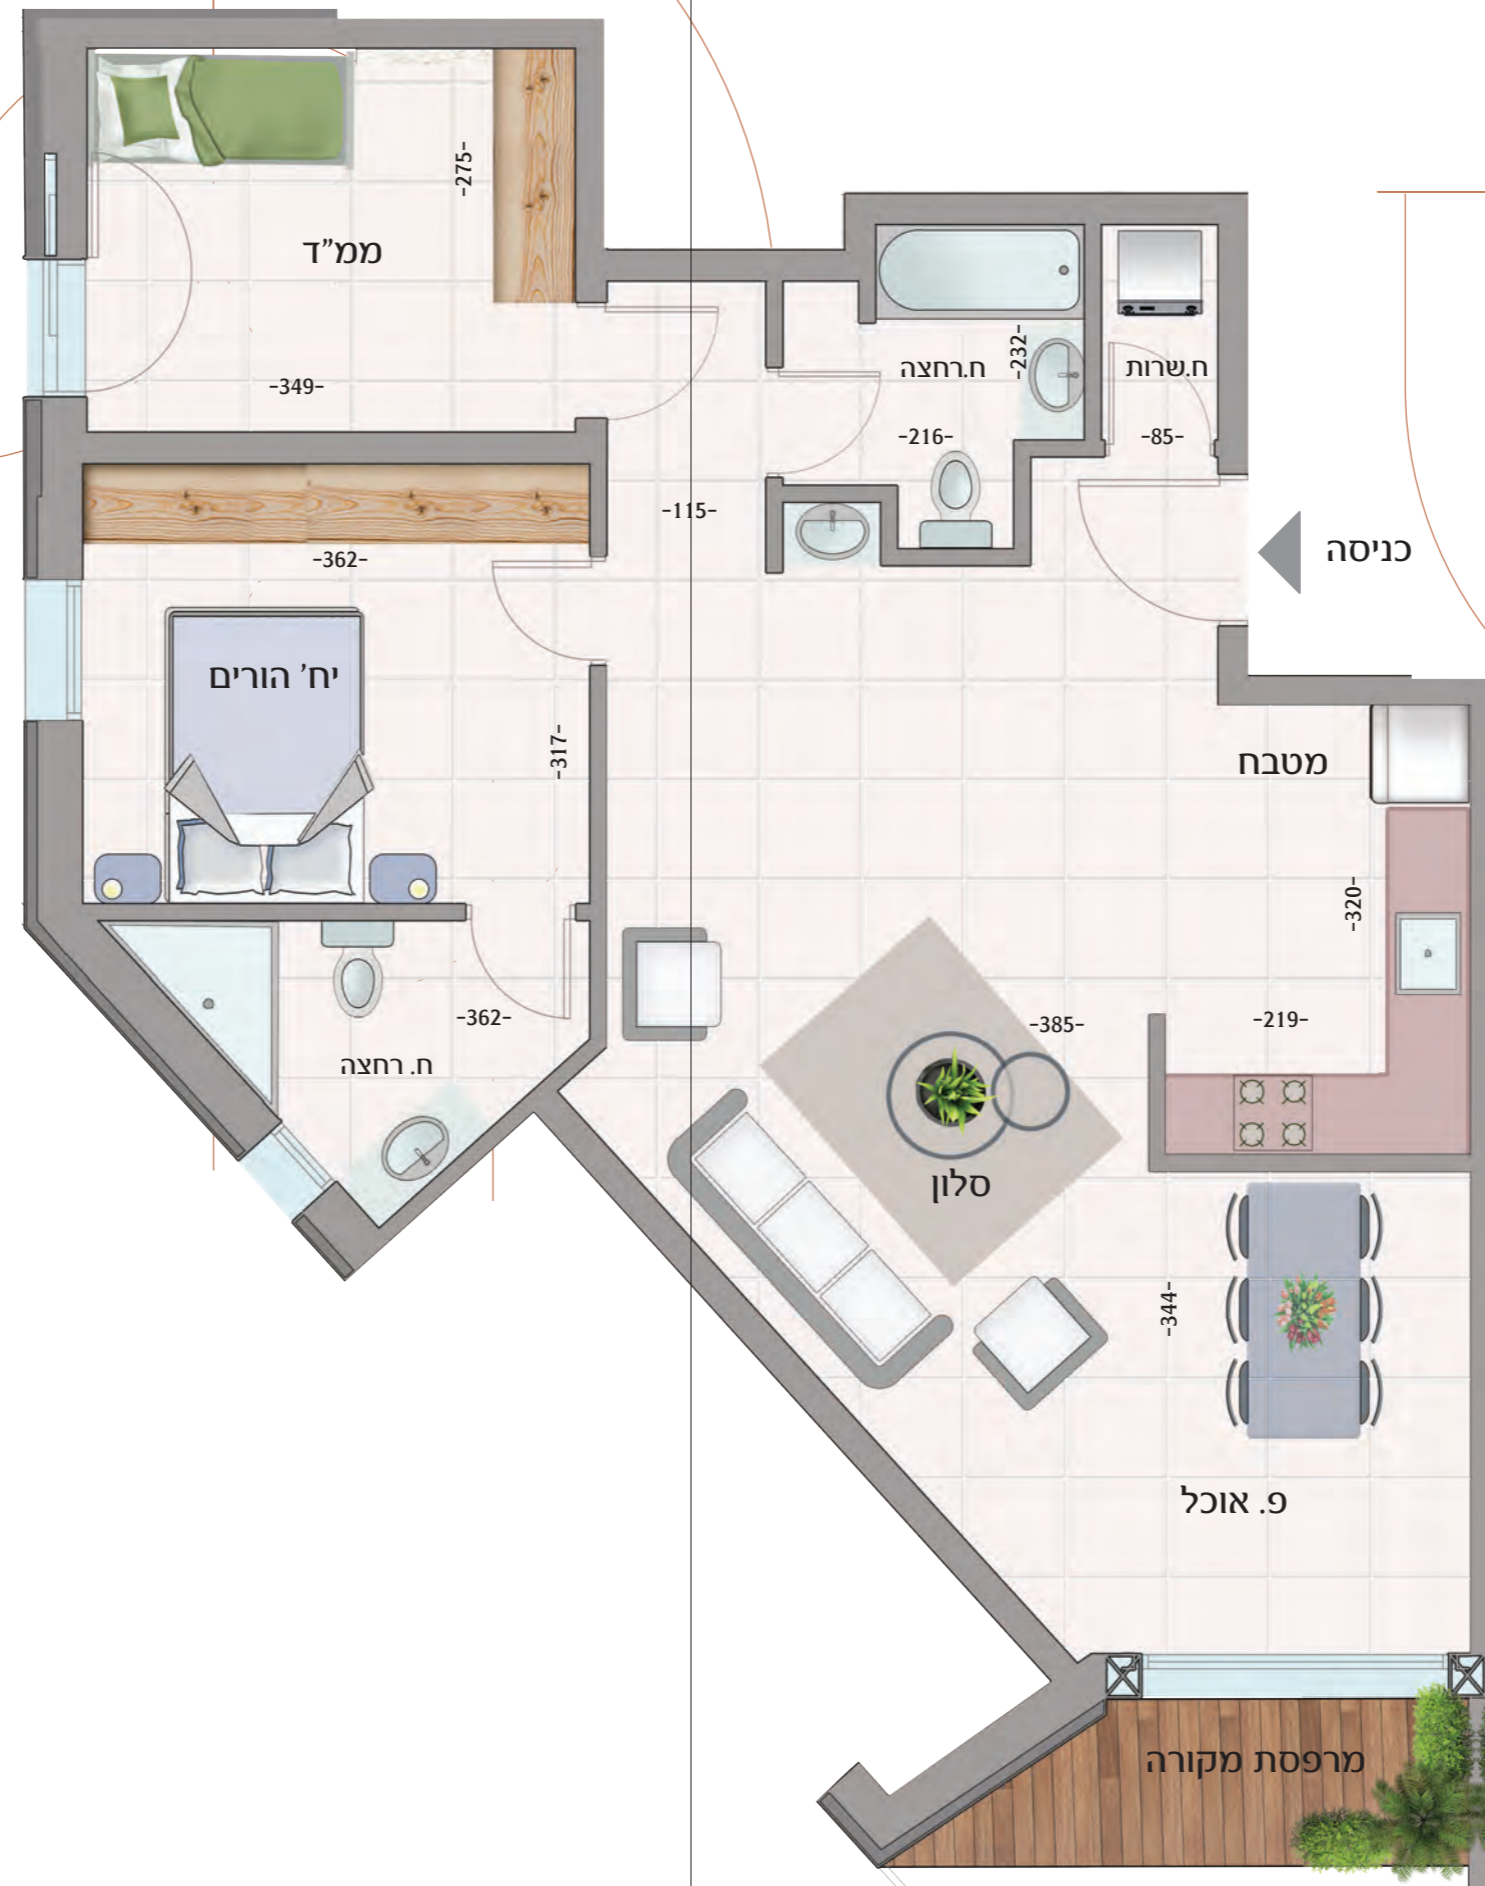 -275-
ממ"ד
-349-
ח.רחצה
-232-
-216-
ח.שרות
-85-
-115-
כניסה
-362-
יח' הורים
-317-
מטבח
-320-
-219-
-385-
-362-
ח. רחצה
סלון
-344-
פ. אוכל
מרפסת מקורה